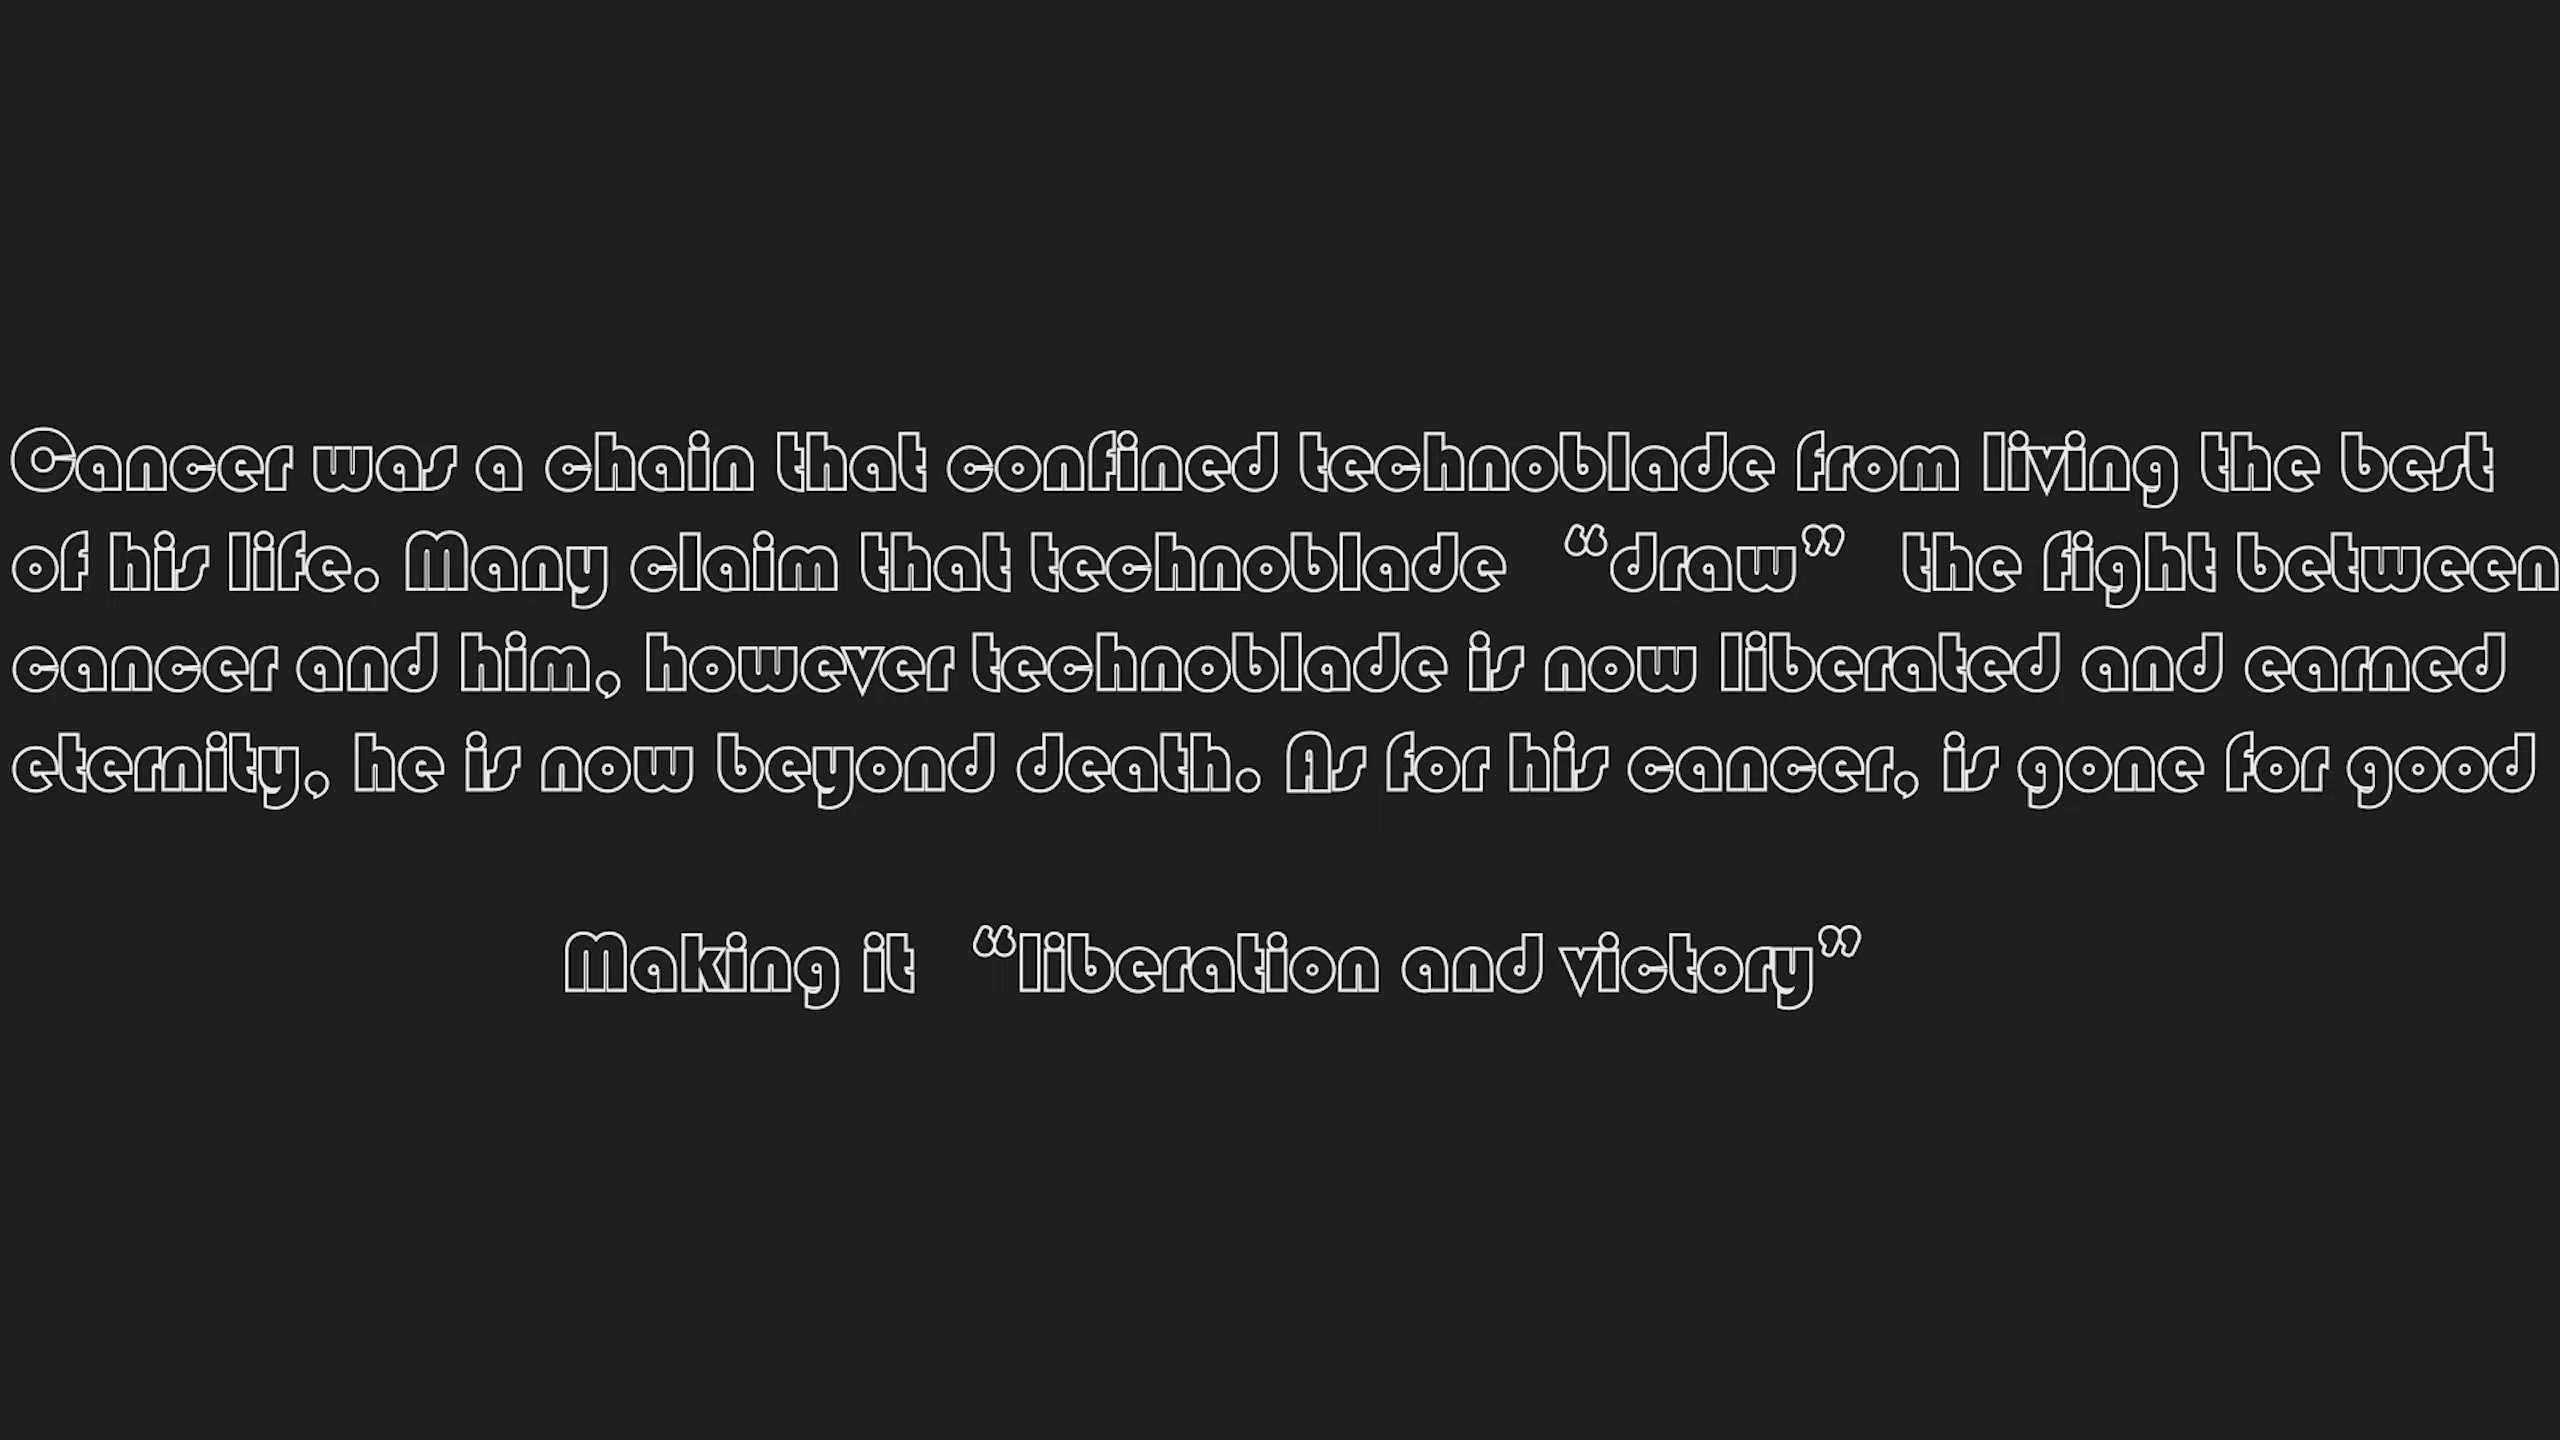 Cancer was a chain that confined technoblade from living the best
of his life. Many claim that technoblade “draw” the fight between
cancer and him, however technoblade is now liberated and earned
eternity, he is now beyond death. As for his cancer, is gone for good
Making it “liberation and victory”